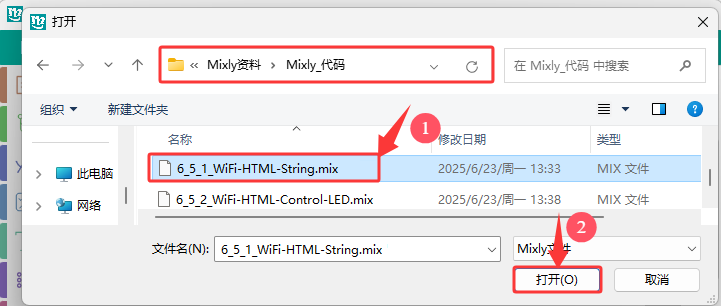 打开
« Mixly资料 > Mixly_代码
在 Mixly_代码 中搜索
组织 新建文件夹
名称 修改日期 类型
此电脑 6_5_1_WiFi-HTML-String.mix 2025/6/23/周一 13:33 MIX 文件
网络 6_5_2_WiFi-HTML-Control-LED.mix 2025/6/23/周一 13:38 MIX 文件
1
文件名(N): 6_5_1_WiFi-HTML-String.mix Mixly文件
2
打开(O) 取消